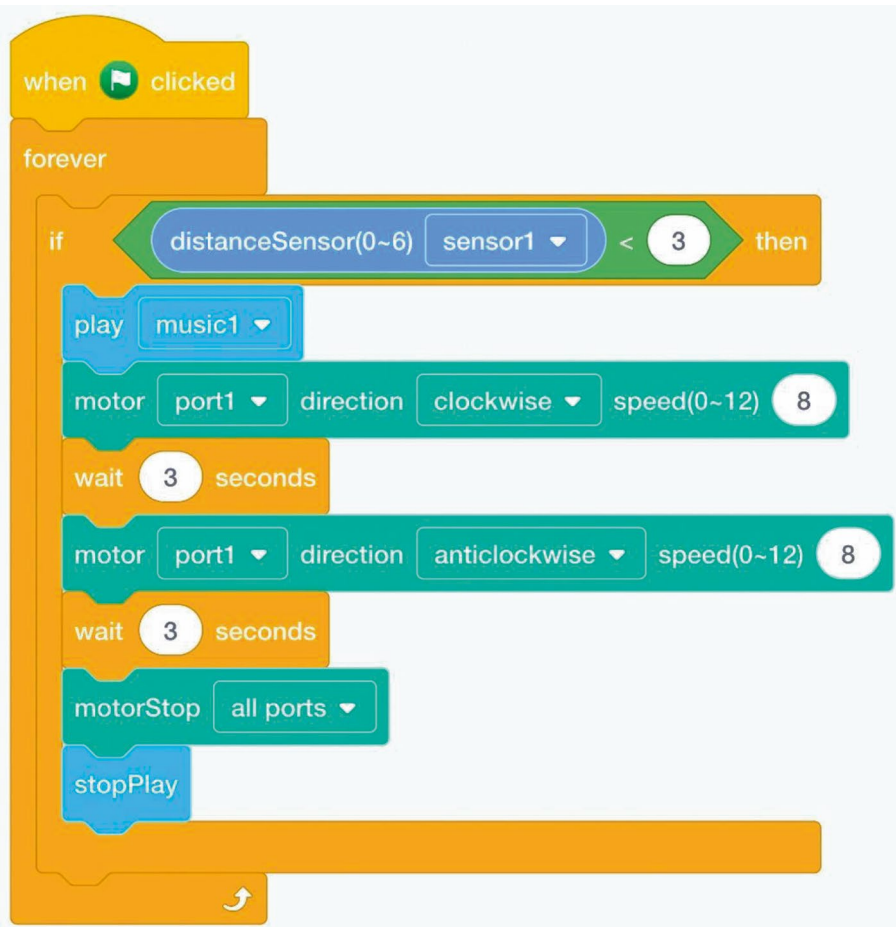 when clicked
forever
if distanceSensor(0~6) sensor1 < 3 then
play music1
motor port1 direction clockwise speed(0~12) 8
wait 3 seconds
motor port1 direction anticlockwise speed(0~12) 8
wait 3 seconds
motorStop all ports
stopPlay